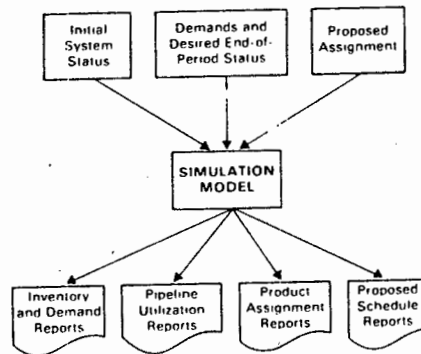 Initial
System
Status
Demands and
Desired End-of-
Period Status
Proposed
Assignment
SIMULATION
MODEL
Inventory
and Demand
Reports
Pipeline
Utilization
Reports
Product
Assignment
Reports
Proposed
Schedule
Reports